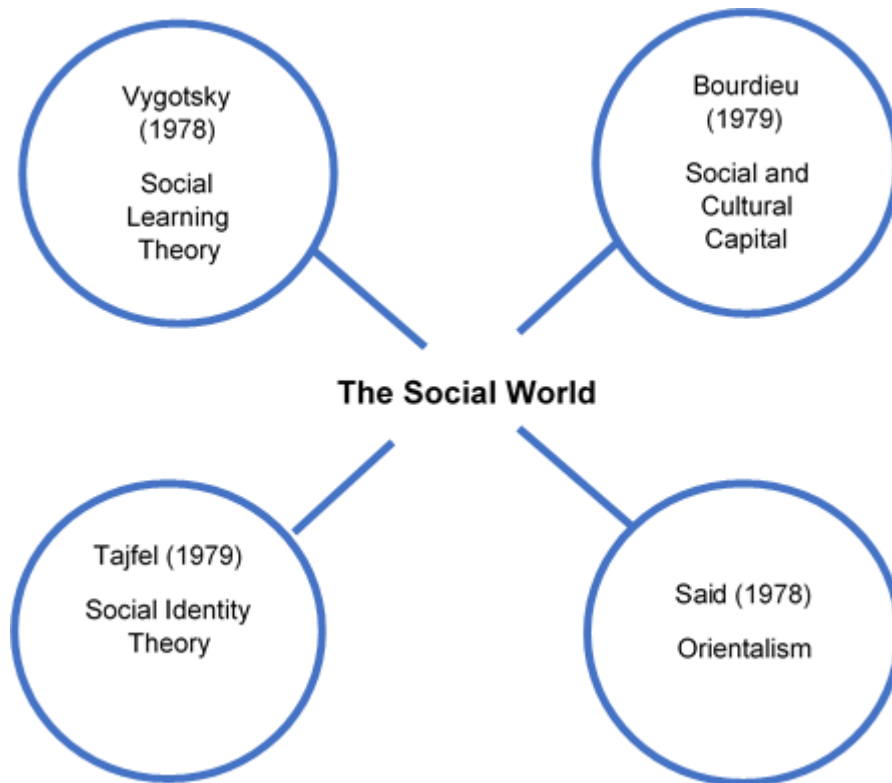 Vygotsky
(1978)
Social
Learning
Theory
Bourdieu
(1979)
Social and
Cultural
Capital
The Social World
Tajfel (1979)
Social Identity
Theory
Said (1978)
Orientalism